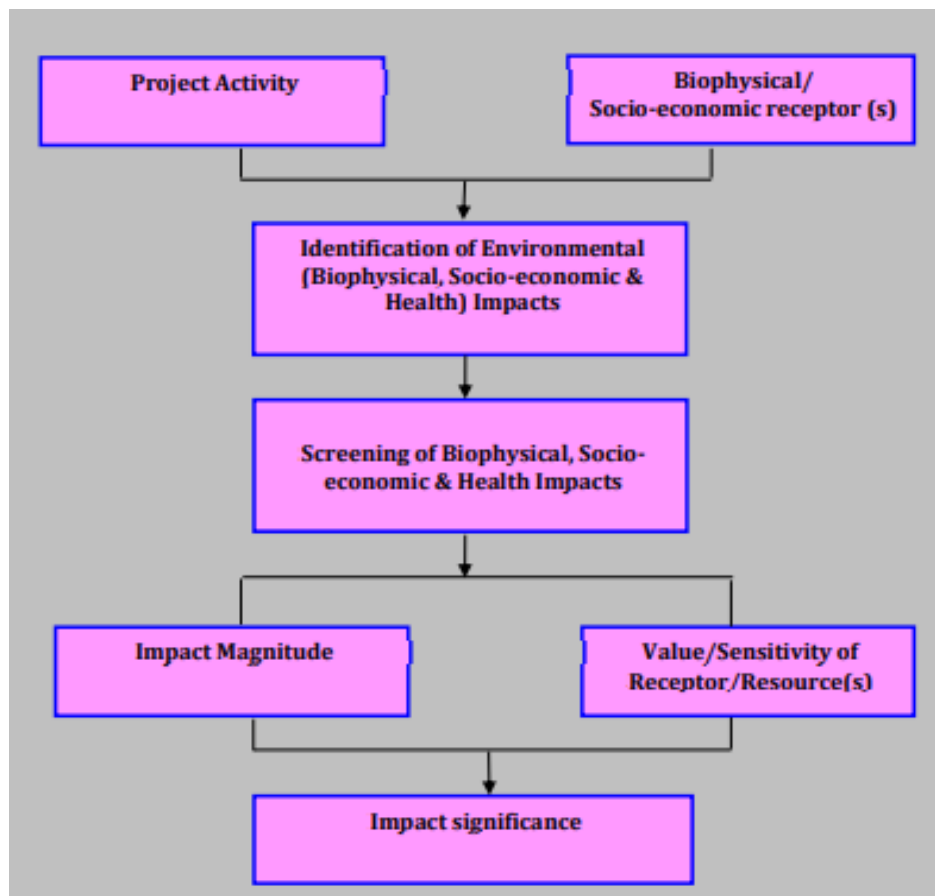 Project Activity
Biophysical/
Socio-economic receptor (s)
Identification of Environmental
(Biophysical, Socio-economic &
Health) Impacts
Screening of Biophysical, Socio-
economic & Health Impacts
Impact Magnitude
Value/Sensitivity of
Receptor/Resource(s)
Impact significance